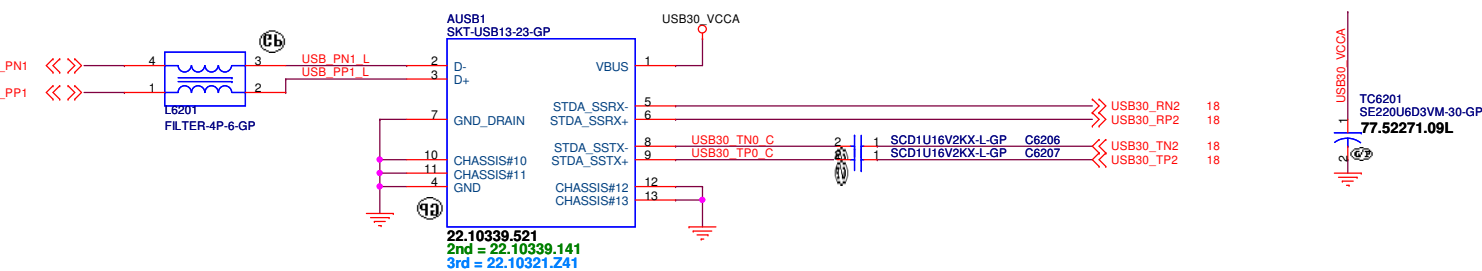 AUSB1
SKT-USB13-23-GP
USB30_VCCA
_PN1
4
3
USB_PN1_L
2
D-
VBUS
1
_PP1
1
2
USB_PP1_L
3
D+
L6201
FILTER-4P-6-GP
STDA_SSRX-
5
USB30_RN2
18
7
GND_DRAIN
STDA_SSRX+
6
USB30_RP2
18
STDA_SSTX-
8
USB30_TN0_C
2
1
SCD1U16V2KX-L-GP
C6206
USB30_TN2
18
10
CHASSIS#10
STDA_SSTX+
9
USB30_TP0_C
1
SCD1U16V2KX-L-GP
C6207
USB30_TP2
18
11
CHASSIS#11
4
GND
CHASSIS#12
12
CHASSIS#13
13
22.10339.521
2nd = 22.10339.141
3rd = 22.10321.Z41
USB30_VCCA
TC6201
SE220U6D3VM-30-GP
77.52271.09L
1
2